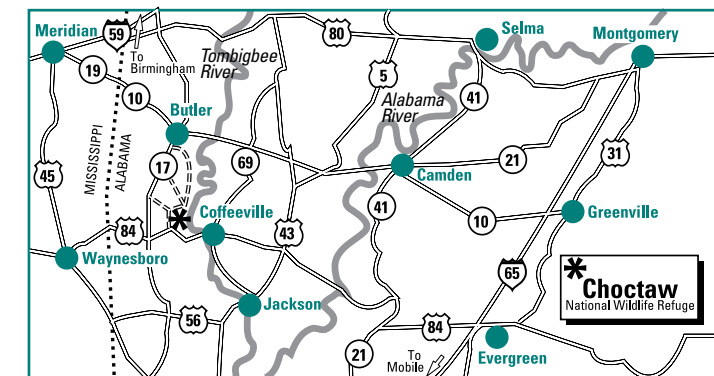 Meridian
59
To
Birmingham
Tombigbee
River
80
Selma
Montgomery
19
10
5
Alabama
River
41
Butler
45
MISSISSIPPI
ALABAMA
17
69
Camden
21
31
41
10
Greenville
84
Coffeeville
43
Waynesboro
65
Choctaw
National Wildlife Refuge
56
Jackson
84
21
To
Mobile
Evergreen